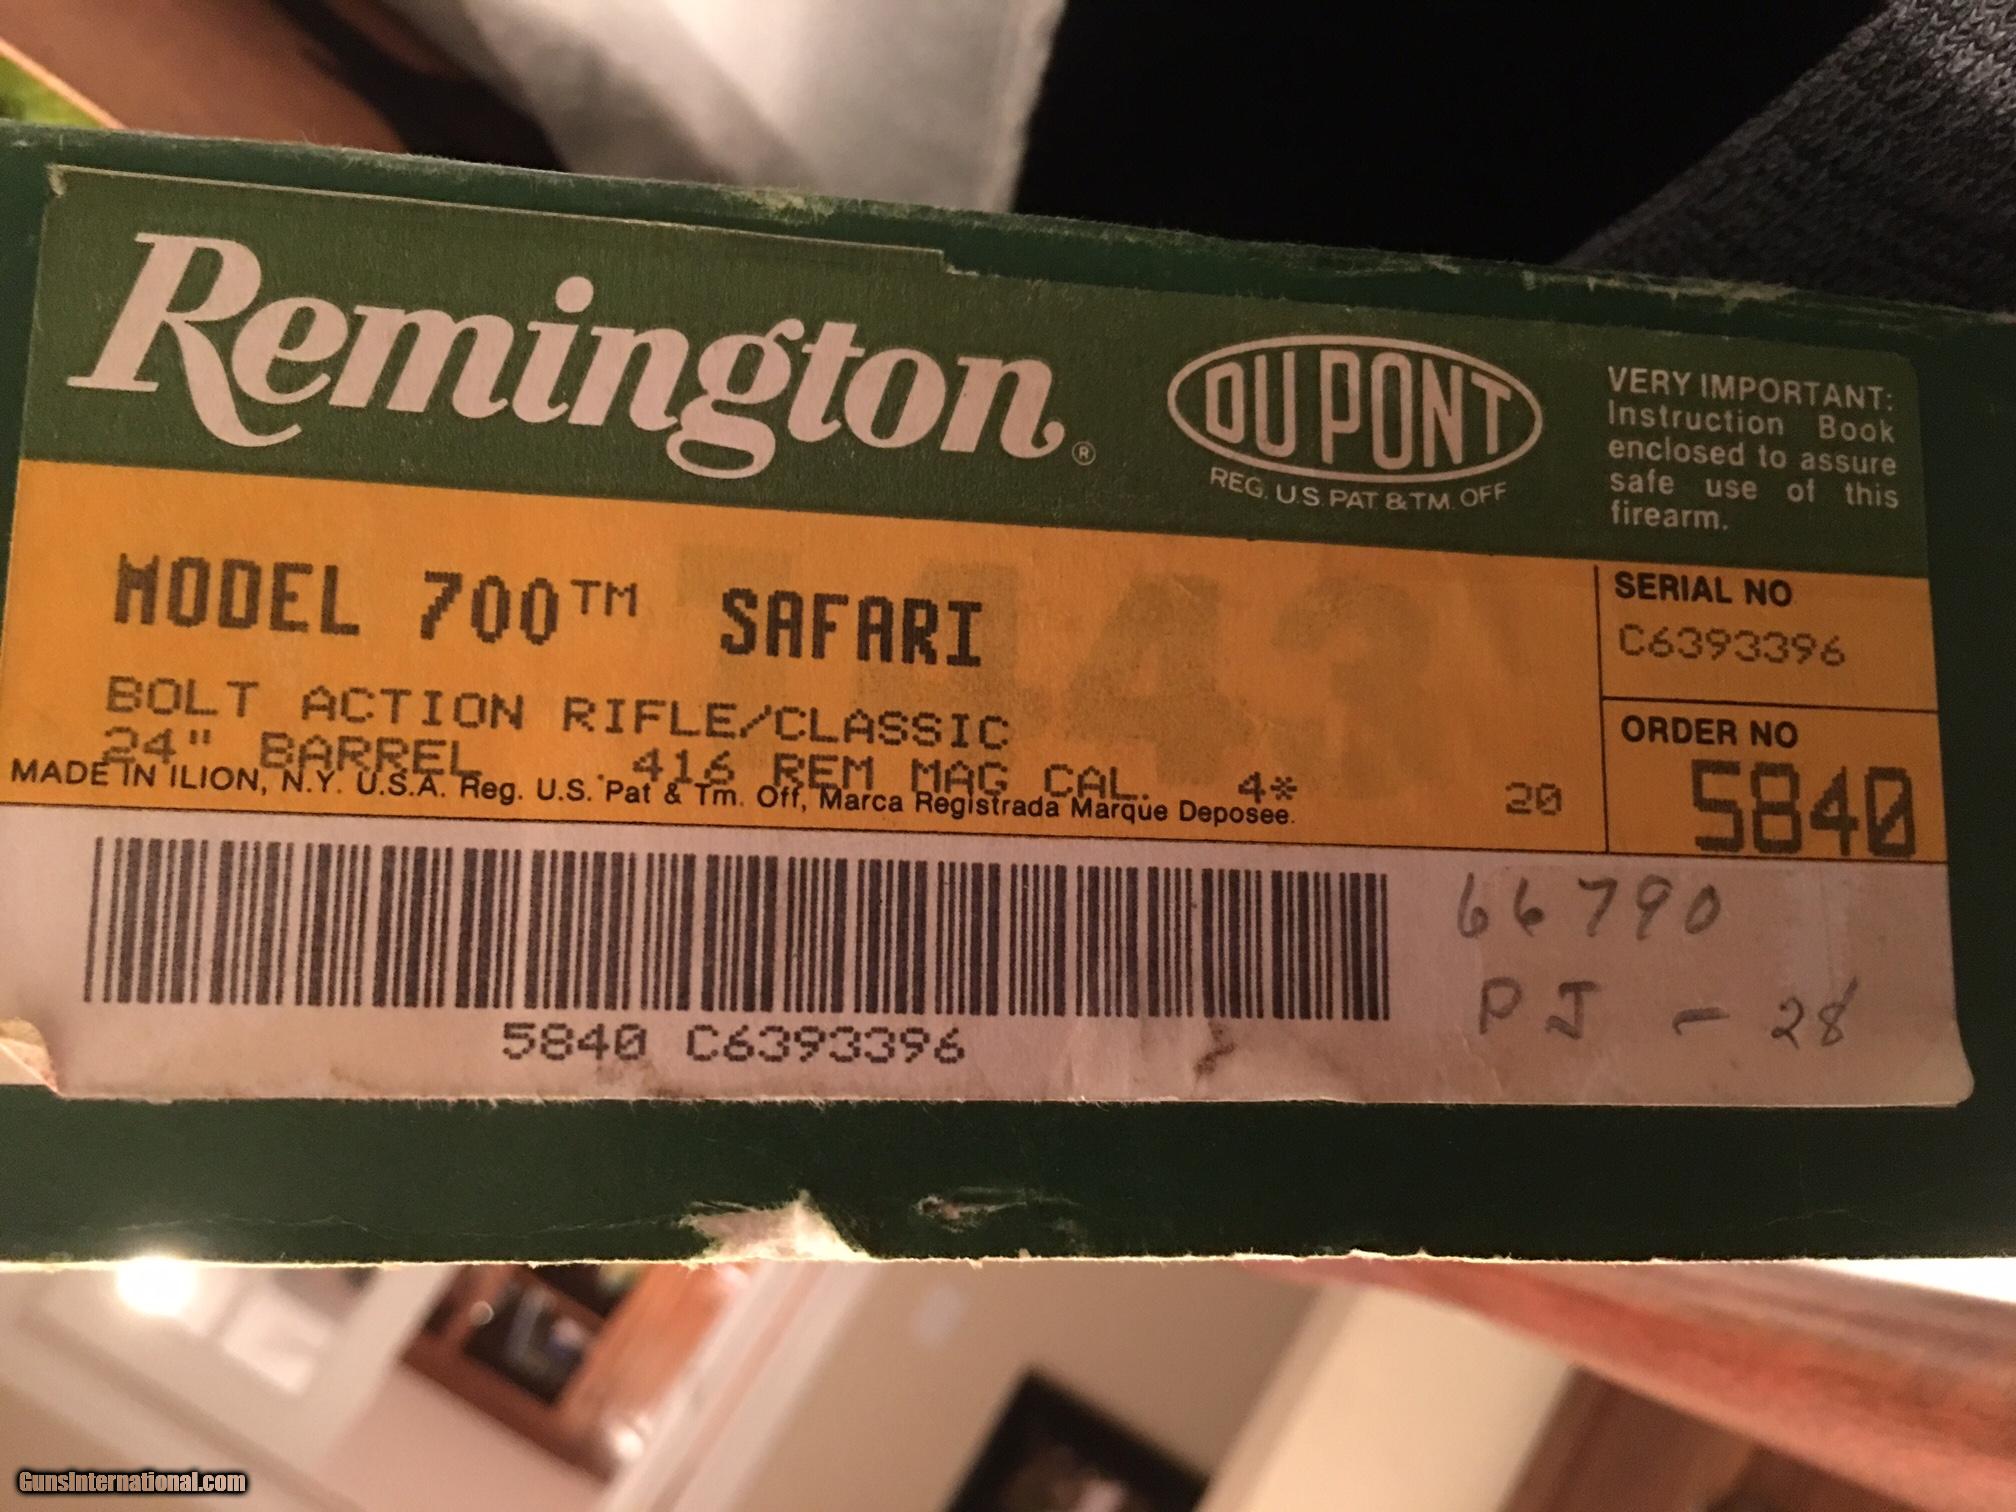 Remington®
DU PONT
REG. U.S. PAT. & TM. OFF
VERY IMPORTANT:
Instruction Book
enclosed to assure
safe use of this
firearm.
MODEL 700™ SAFARI
7443
BOLT ACTION RIFLE/CLASSIC
24" BARREL .416 REM MAG CAL. 4* 20
MADE IN ILION, N.Y. U.S.A. Reg. U.S. Pat & Tm. Off, Marca Registrada Marque Deposee.
SERIAL NO
C6393396
ORDER NO
5840
5840 C6393396
66790
PJ - 28
GunsInternational.com